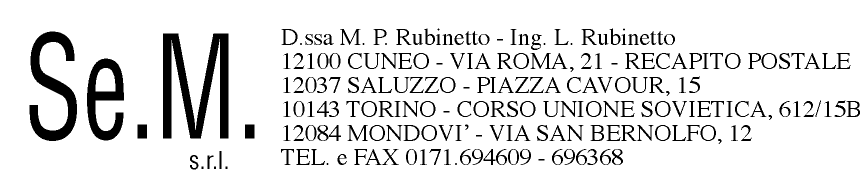 Se.M.
s.r.l.
D.ssa M. P. Rubinetto - Ing. L. Rubinetto
12100 CUNEO - VIA ROMA, 21 - RECAPITO POSTALE
12037 SALUZZO - PIAZZA CAVOUR, 15
10143 TORINO - CORSO UNIONE SOVIETICA, 612/15B
12084 MONDOVI’ - VIA SAN BERNOLFO, 12
TEL. e FAX 0171.694609 - 696368